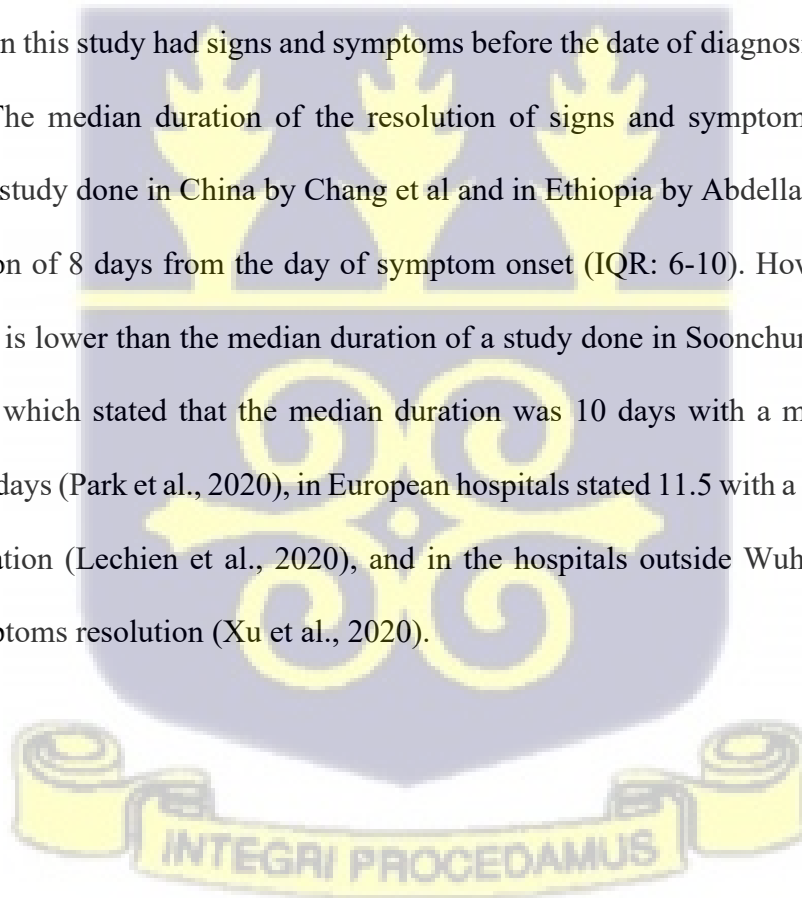 n this study had signs and symptoms before the date of diagnosi
The median duration of the resolution of signs and symptom
study done in China by Chang et al and in Ethiopia by Abdella
on of 8 days from the day of symptom onset (IQR: 6-10). How
is lower than the median duration of a study done in Soonchun
which stated that the median duration was 10 days with a m
days (Park et al., 2020), in European hospitals stated 11.5 with a
ation (Lechien et al., 2020), and in the hospitals outside Wuh
ptoms resolution (Xu et al., 2020).
INTEGRI PROCEDAMUS